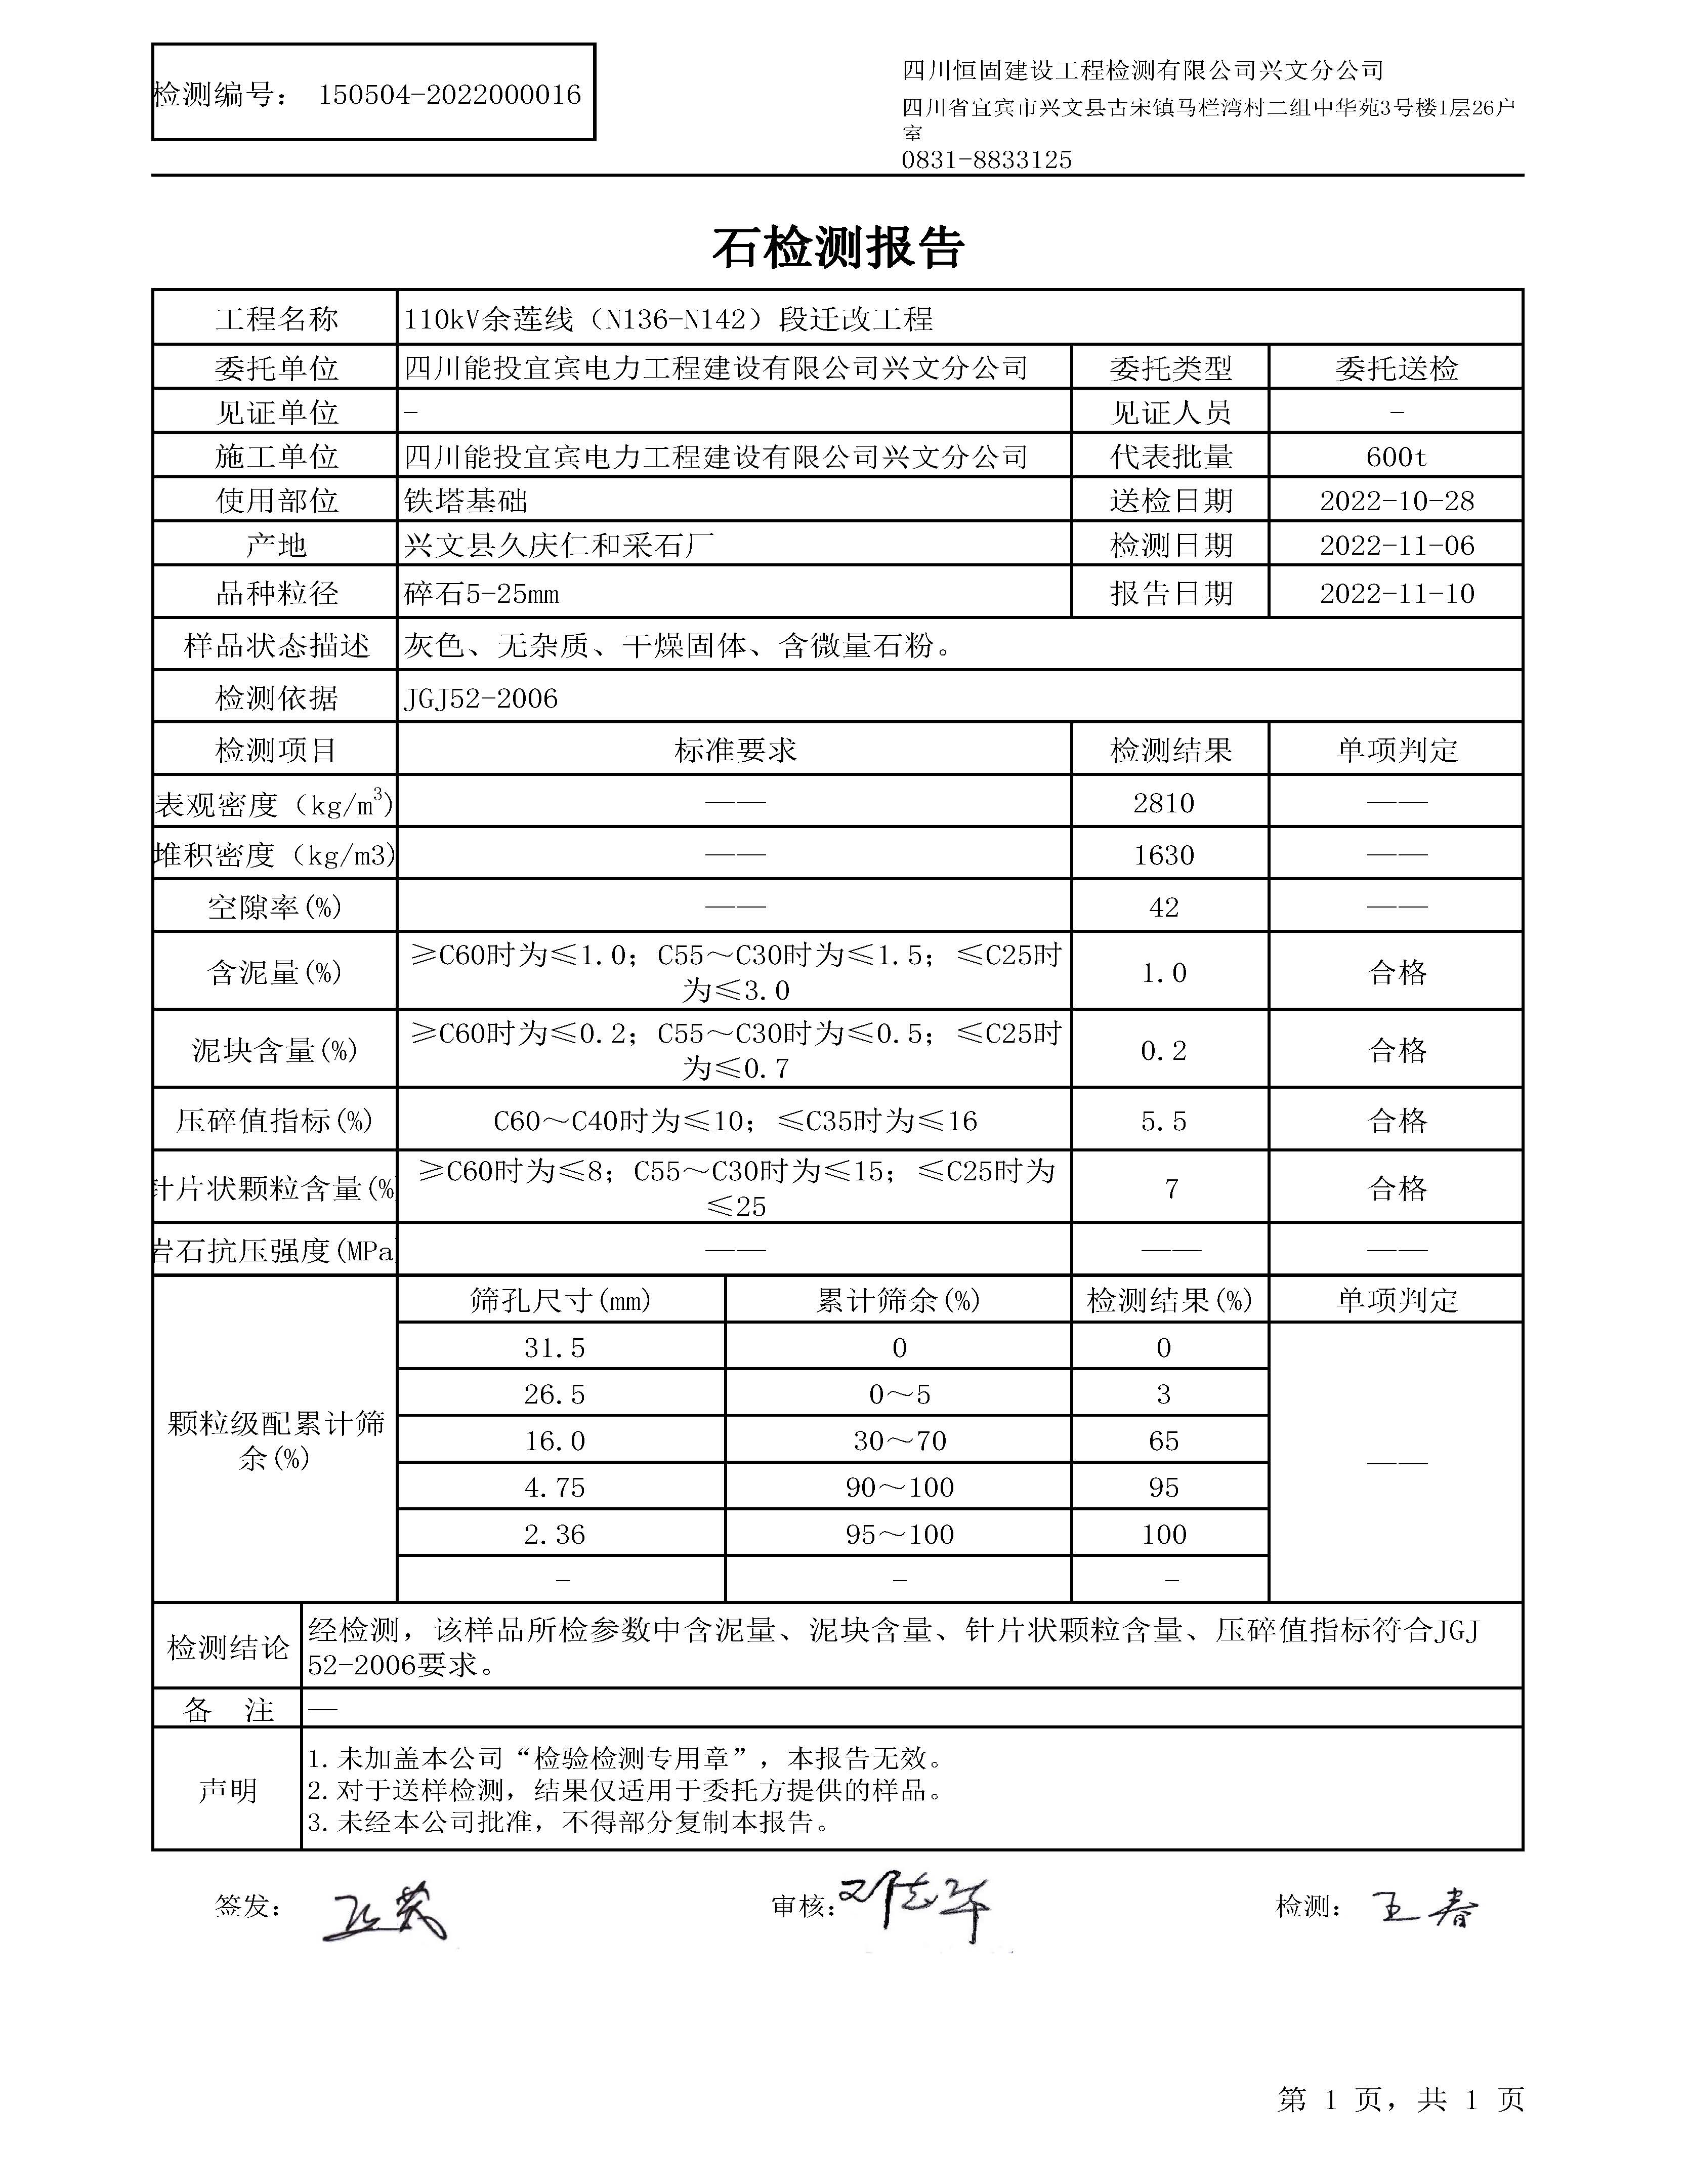 检测编号： 150504-2022000016
四川恒固建设工程检测有限公司兴文分公司
四川省宜宾市兴文县古宋镇马栏湾村二组中华苑3号楼1层26户
室
0831-8833125
石检测报告
工程名称 110kV余莲线（N136-N142）段迁改工程
委托单位 四川能投宜宾电力工程建设有限公司兴文分公司 委托类型 委托送检
见证单位 - 见证人员 -
施工单位 四川能投宜宾电力工程建设有限公司兴文分公司 代表批量 600t
使用部位 铁塔基础 送检日期 2022-10-28
产地 兴文县久庆仁和采石厂 检测日期 2022-11-06
品种粒径 碎石5-25mm 报告日期 2022-11-10
样品状态描述 灰色、无杂质、干燥固体、含微量石粉。
检测依据 JGJ52-2006
检测项目 标准要求 检测结果 单项判定
表观密度（kg/m³) —— 2810 ——
堆积密度（kg/m3) —— 1630 ——
空隙率(%) —— 42 ——
含泥量(%) ≥C60时为≤1.0；C55～C30时为≤1.5；≤C25时
为≤3.0 1.0 合格
泥块含量(%) ≥C60时为≤0.2；C55～C30时为≤0.5；≤C25时
为≤0.7 0.2 合格
压碎值指标(%) C60～C40时为≤10；≤C35时为≤16 5.5 合格
针片状颗粒含量(% ≥C60时为≤8；C55～C30时为≤15；≤C25时为
≤25 7 合格
岩石抗压强度(MPa —— —— ——
筛孔尺寸(mm) 累计筛余(%) 检测结果(%) 单项判定
31.5 0 0
26.5 0～5 3
颗粒级配累计筛
余(%)
16.0 30～70 65
——
4.75 90～100 95
2.36 95～100 100
- - -
检测结论 经检测，该样品所检参数中含泥量、泥块含量、针片状颗粒含量、压碎值指标符合JGJ
52-2006要求。
备 注 —
声明
1.未加盖本公司“检验检测专用章”，本报告无效。
2.对于送样检测，结果仅适用于委托方提供的样品。
3.未经本公司批准，不得部分复制本报告。
签发： 审核： 检测： 王春
第 1 页，共 1 页